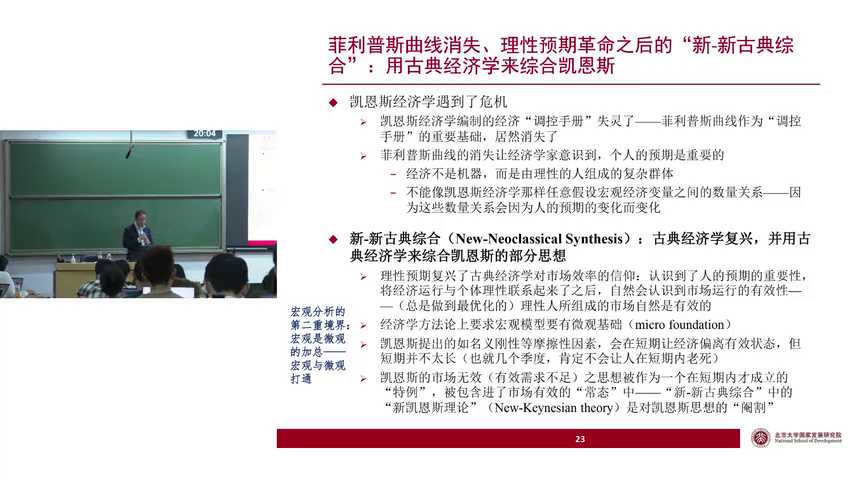 菲利普斯曲线消失、理性预期革命之后的“新-新古典综
合”：用古典经济学来综合凯恩斯
20:04
凯恩斯经济学遇到了危机
凯恩斯经济学编制的经济“调控手册”失灵了——菲利普斯曲线作为“调控
手册”的重要基础，居然消失了
菲利普斯曲线的消失让经济学家意识到，个人的预期是重要的
经济不是机器，而是由理性的人组成的复杂群体
不能像凯恩斯经济学那样任意假设宏观经济变量之间的数量关系——因
为这些数量关系会因为人的预期的变化而变化
新-新古典综合（New-Neoclassical Synthesis）：古典经济学复兴，并用古
典经济学来综合凯恩斯的部分思想
理性预期复兴了古典经济学对市场效率的信仰：认识到了人的预期的重要性，
将经济运行与个体理性联系起来了之后，自然会认识到市场运行的有效性—
—（总是做到最优化的）理性人所组成的市场自然是有效的
经济学方法论上要求宏观模型要有微观基础（micro foundation）
凯恩斯提出的如名义刚性等摩擦性因素，会在短期让经济偏离有效状态，但
短期并不太长（也就几个季度，肯定不会让人在短期内老死）
凯恩斯的市场无效（有效需求不足）之思想被作为一个在短期内才成立的
“特例”，被包含进了市场有效的“常态”中——“新-新古典综合”中的
“新凯恩斯理论”（New-Keynesian theory）是对凯恩斯思想的“阉割”
宏观分析的
第二重境界：
宏观是微观
的加总——
宏观与微观
打通
23
北京大学国家发展研究院
National School of Development